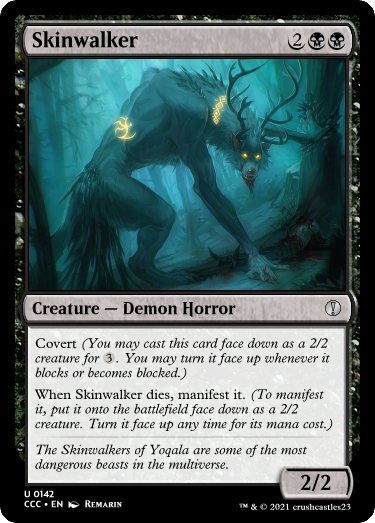 Skinwalker 2
Creature — Demon Horror
Covert (You may cast this card face down as a 2/2
creature for 3. You may turn it face up whenever it
blocks or becomes blocked.)
When Skinwalker dies, manifest it. (To manifest
it, put it onto the battlefield face down as a 2/2
creature. Turn it face up any time for its mana cost.)
The Skinwalkers of Yoqala are some of the most
dangerous beasts in the multiverse.
2/2
U 0142
CCC • EN REMARIN
™ & © 2021 crushcastles23